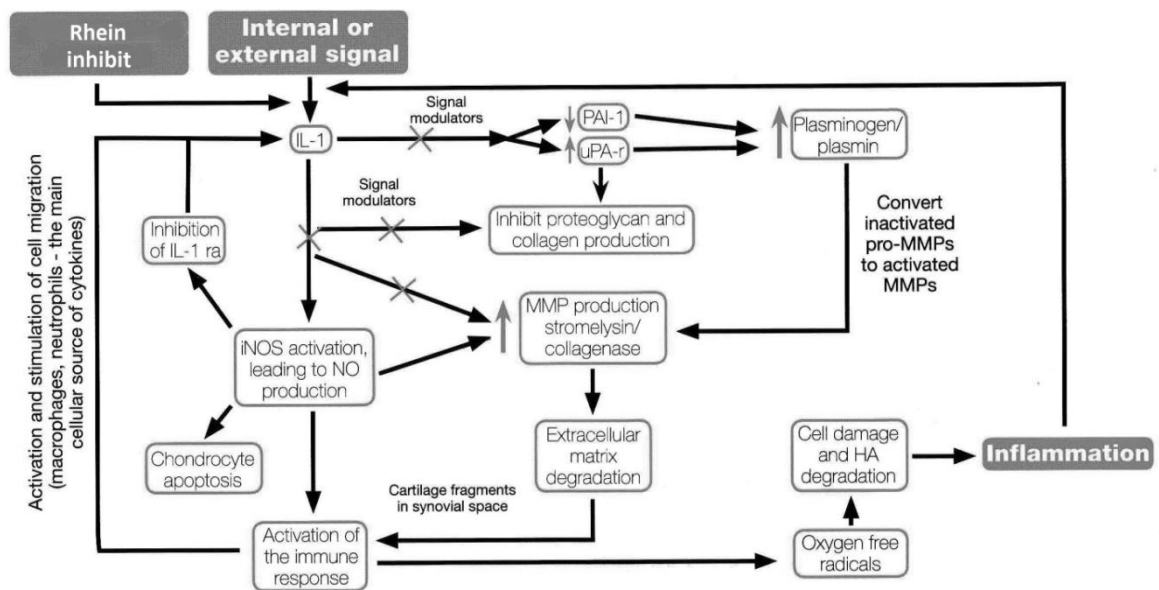 Rhein
inhibit
Internal or
external signal
Signal
modulators
IL-1
PAI-1
uPA-r
Plasminogen/
plasmin
Signal
modulators
Inhibit proteoglycan and
collagen production
Convert
inactivated
pro-MMPs
to activated
MMPs
Inhibition
of IL-1 ra
Activation and stimulation of cell migration
(macrophages, neutrophils - the main
cellular source of cytokines)
MMP production
stromelysin/
collagenase
iNOS activation,
leading to NO
production
Chondrocyte
apoptosis
Extracellular
matrix
degradation
Cell damage
and HA
degradation
Inflammation
Cartilage fragments
in synovial space
Activation of
the immune
response
Oxygen free
radicals